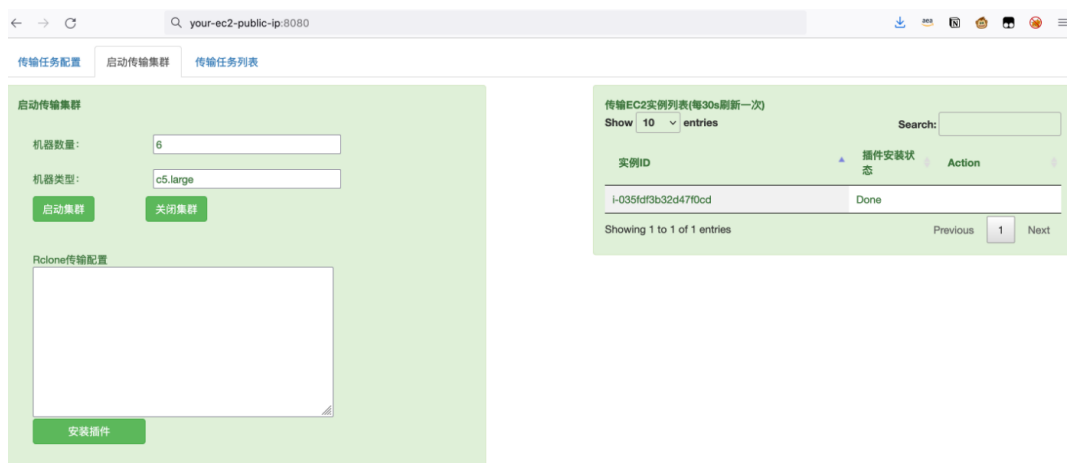 your-ec2-public-ip:8080
传输任务配置 启动传输集群 传输任务列表
启动传输集群
机器数量: 6
机器类型: c5.large
启动集群 关闭集群
Rclone传输配置
安装插件
传输EC2实例列表(每30s刷新一次)
Show 10 entries Search:
实例ID 插件安装状态 Action
i-035fdf3b32d47f0cd Done
Showing 1 to 1 of 1 entries Previous 1 Next